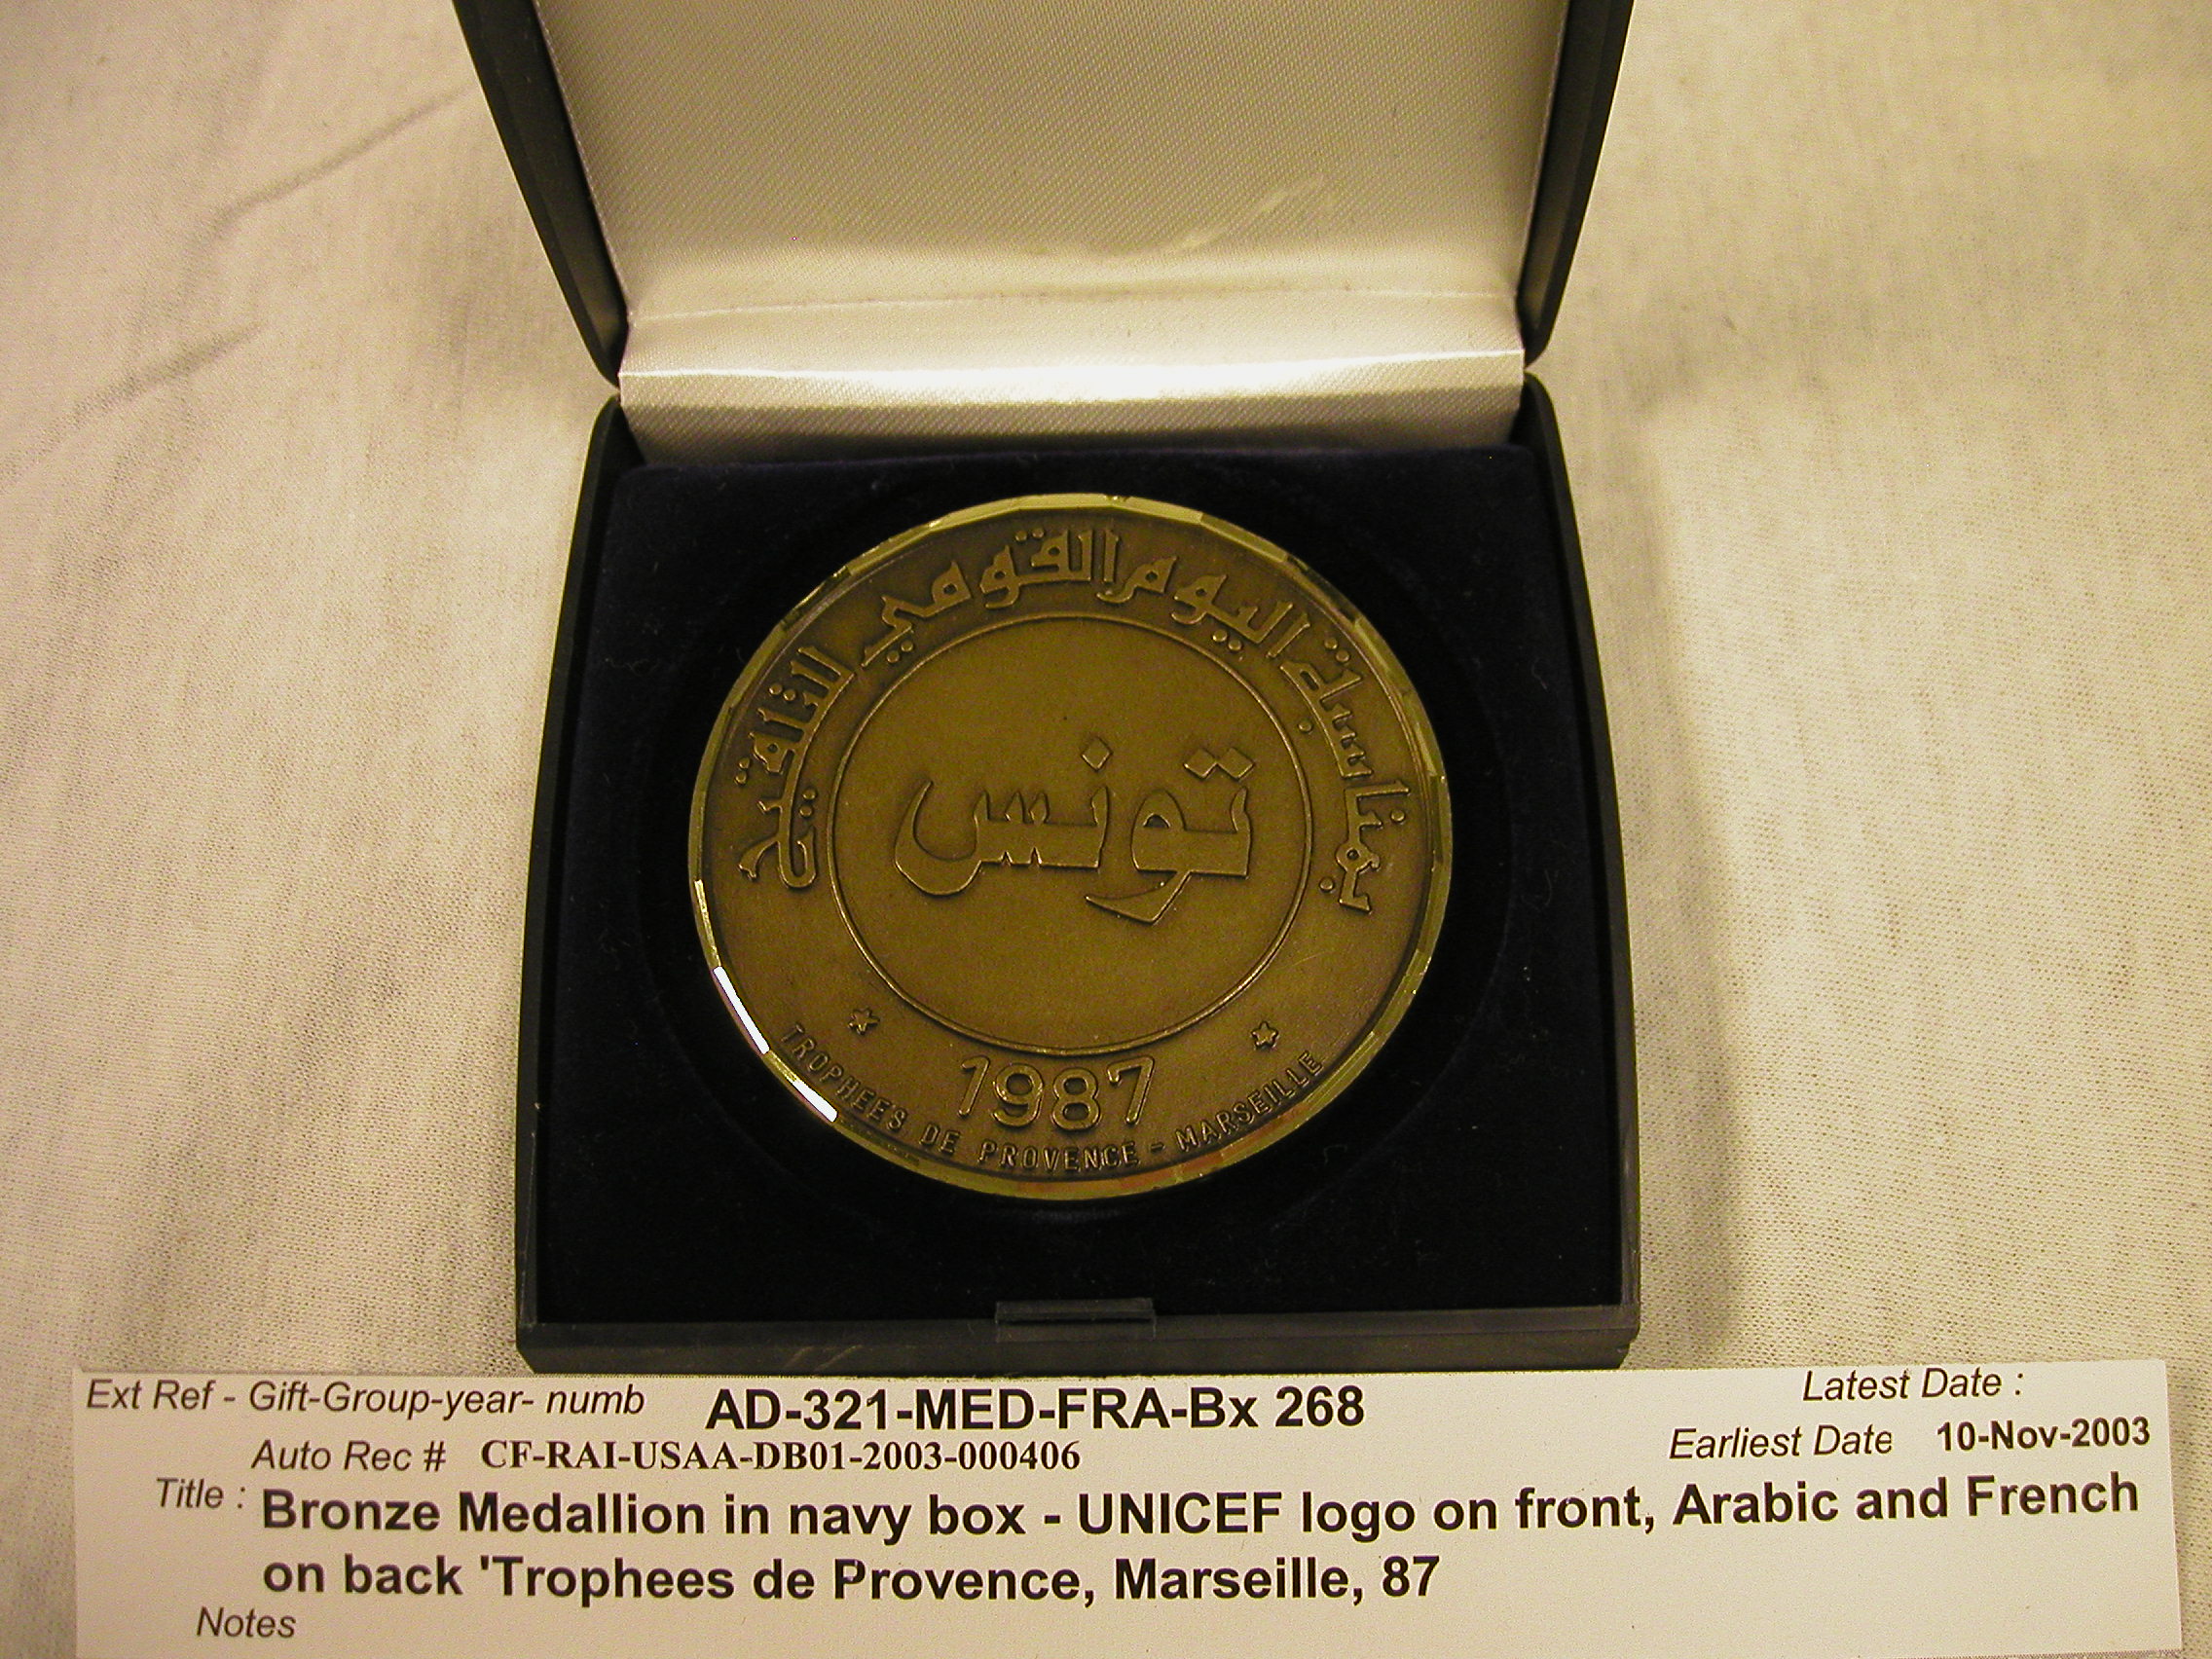 بمناسبة اليوم القومي للتلقيح
تونس
1987
TROPHEES DE PROVENCE - MARSEILLE
Ext Ref - Gift-Group-year- numb AD-321-MED-FRA-Bx 268 Latest Date :
Auto Rec # CF-RAI-USAA-DB01-2003-000406 Earliest Date 10-Nov-2003
Title : Bronze Medallion in navy box - UNICEF logo on front, Arabic and French
on back 'Trophees de Provence, Marseille, 87
Notes